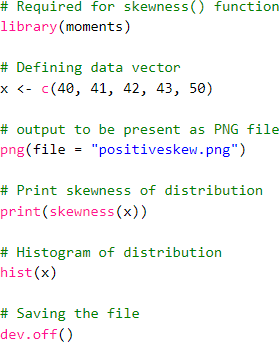 # Required for skewness() function
library(moments)
# Defining data vector
x <- c(40, 41, 42, 43, 50)
# output to be present as PNG file
png(file = "positiveskew.png")
# Print skewness of distribution
print(skewness(x))
# Histogram of distribution
hist(x)
# Saving the file
dev.off()